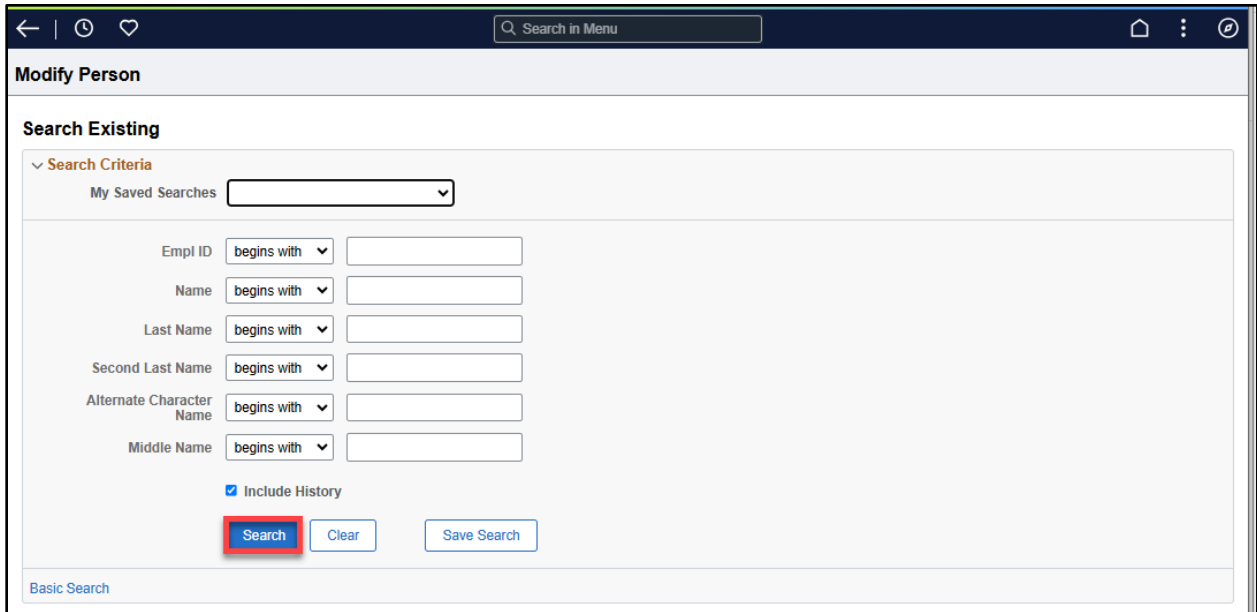 Search in Menu
Modify Person
Search Existing
Search Criteria
My Saved Searches
Empl ID begins with
Name begins with
Last Name begins with
Second Last Name begins with
Alternate Character
Name begins with
Middle Name begins with
Include History
Search Clear Save Search
Basic Search